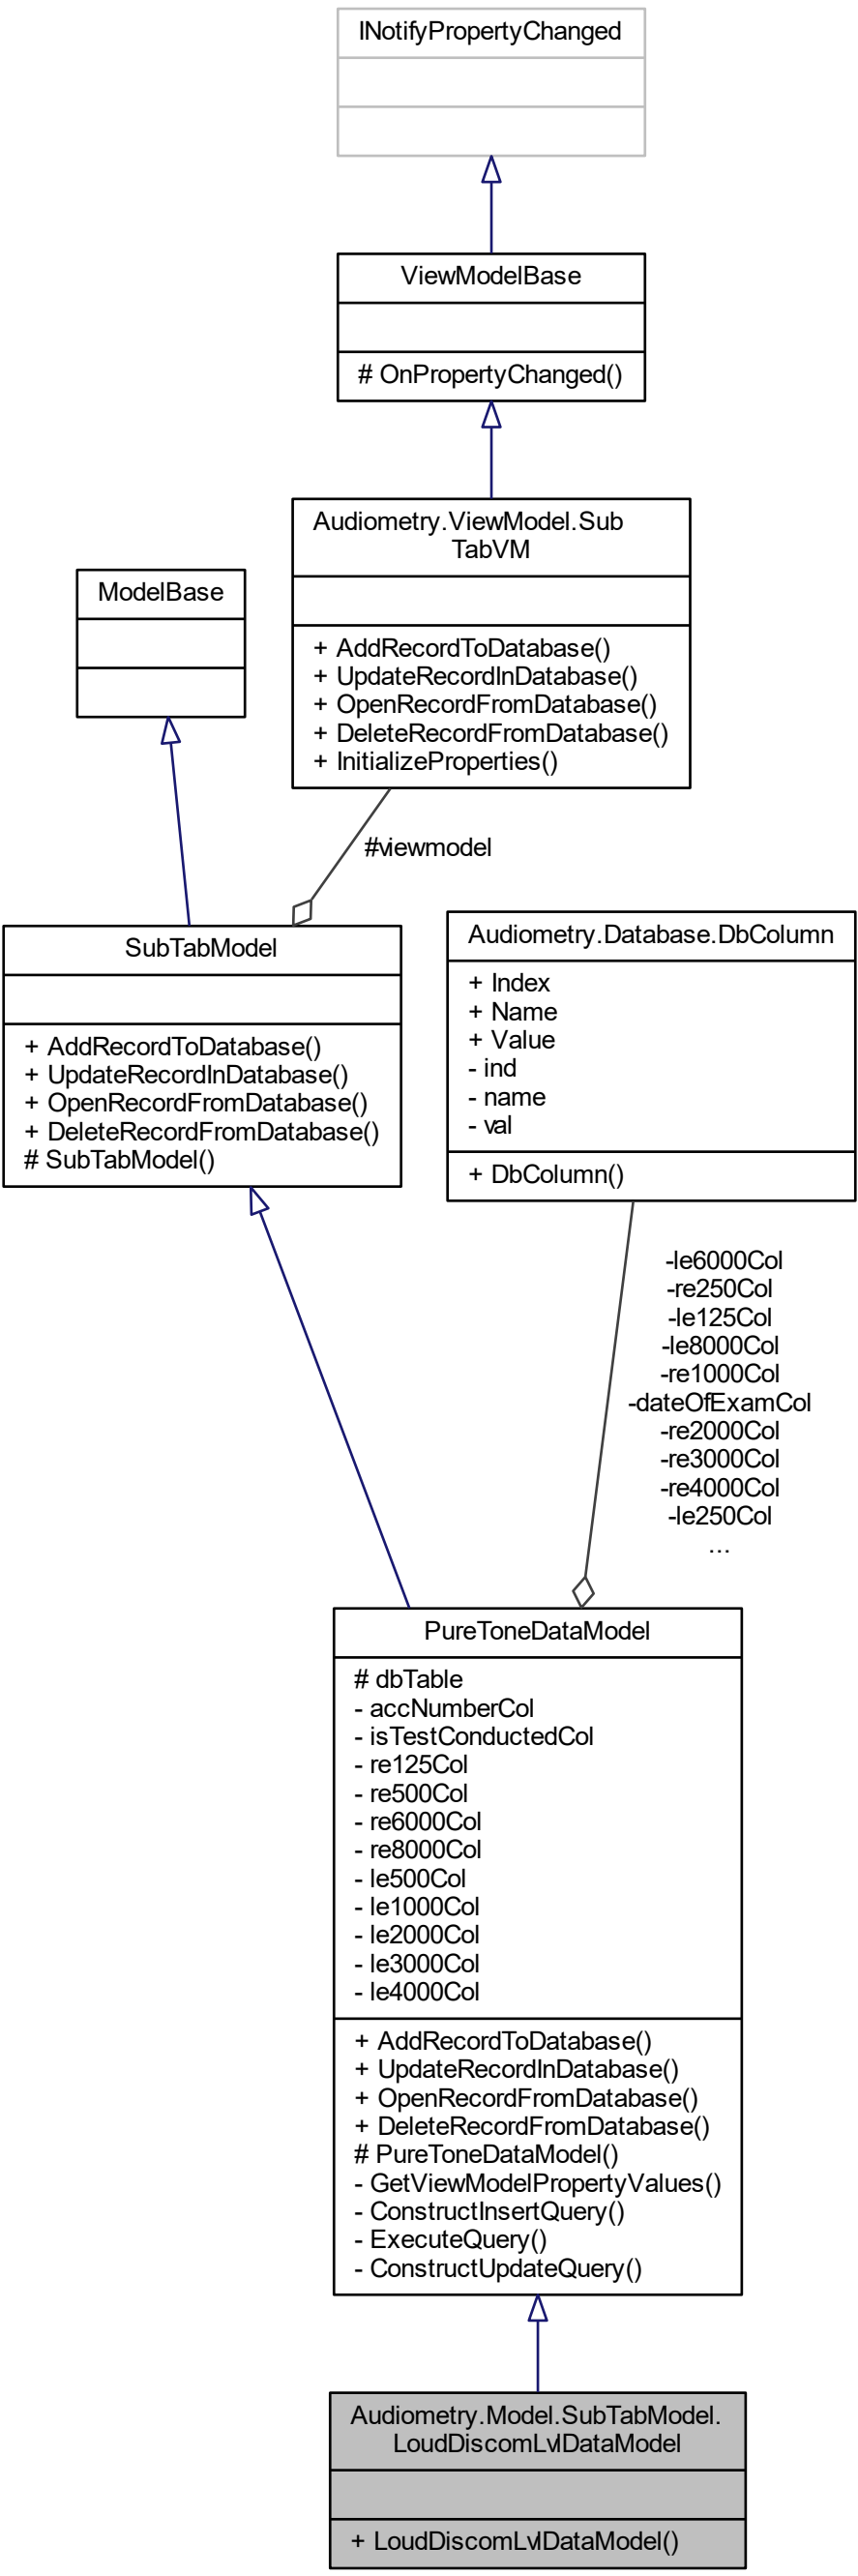 INotifyPropertyChanged
ViewModelBase
# OnPropertyChanged()
Audiometry.ViewModel.Sub
TabVM
+ AddRecordToDatabase()
+ UpdateRecordInDatabase()
+ OpenRecordFromDatabase()
+ DeleteRecordFromDatabase()
+ InitializeProperties()
ModelBase
#viewmodel
SubTabModel
+ AddRecordToDatabase()
+ UpdateRecordInDatabase()
+ OpenRecordFromDatabase()
+ DeleteRecordFromDatabase()
# SubTabModel()
Audiometry.Database.DbColumn
+ Index
+ Name
+ Value
- ind
- name
- val
+ DbColumn()
-le6000Col
-re250Col
-le125Col
-le8000Col
-re1000Col
-dateOfExamCol
-re2000Col
-re3000Col
-re4000Col
-le250Col
...
PureToneDataModel
# dbTable
- accNumberCol
- isTestConductedCol
- re125Col
- re500Col
- re6000Col
- re8000Col
- le500Col
- le1000Col
- le2000Col
- le3000Col
- le4000Col
+ AddRecordToDatabase()
+ UpdateRecordInDatabase()
+ OpenRecordFromDatabase()
+ DeleteRecordFromDatabase()
# PureToneDataModel()
- GetViewModelPropertyValues()
- ConstructInsertQuery()
- ExecuteQuery()
- ConstructUpdateQuery()
Audiometry.Model.SubTabModel.
LoudDiscomLvlDataModel
+ LoudDiscomLvlDataModel()